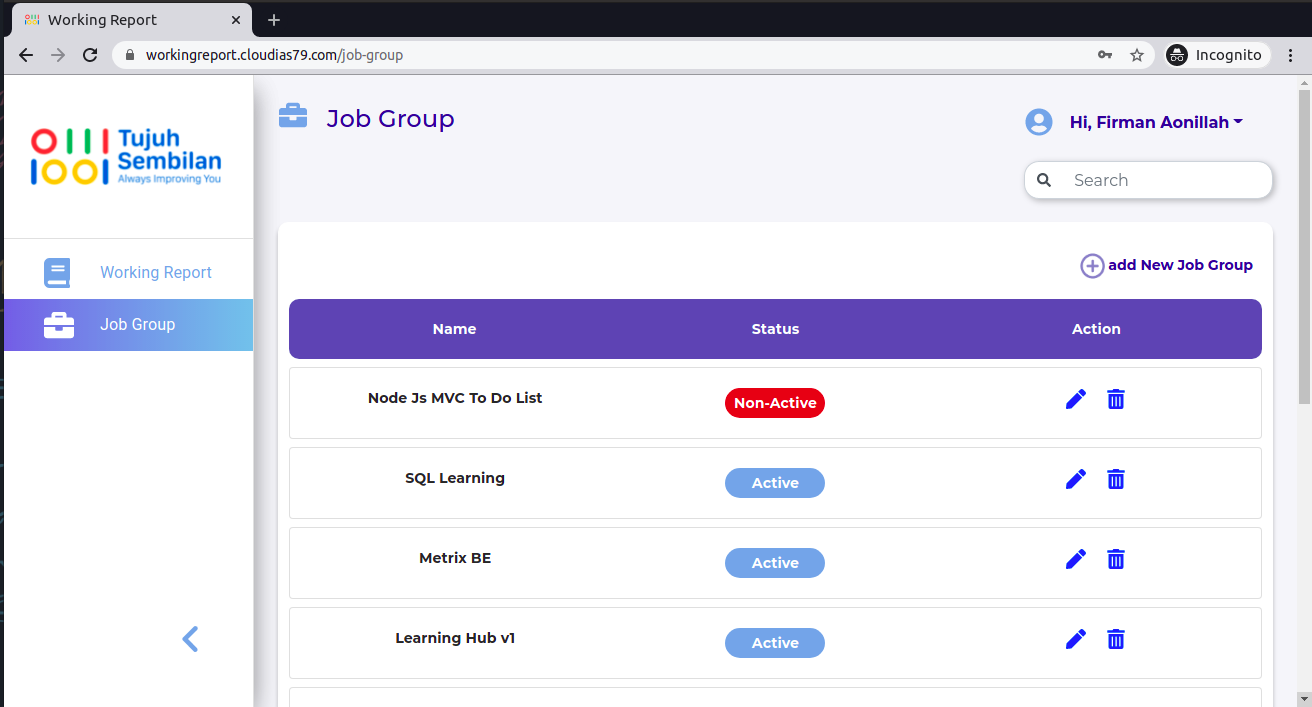 Working Report
workingreport.cloudias79.com/job-group
Incognito
Tujuh
Sembilan
Always Improving You
Job Group
Hi, Firman Aonillah
Search
Working Report
Job Group
add New Job Group
Name Status Action
Node Js MVC To Do List Non-Active
SQL Learning Active
Metrix BE Active
Learning Hub v1 Active